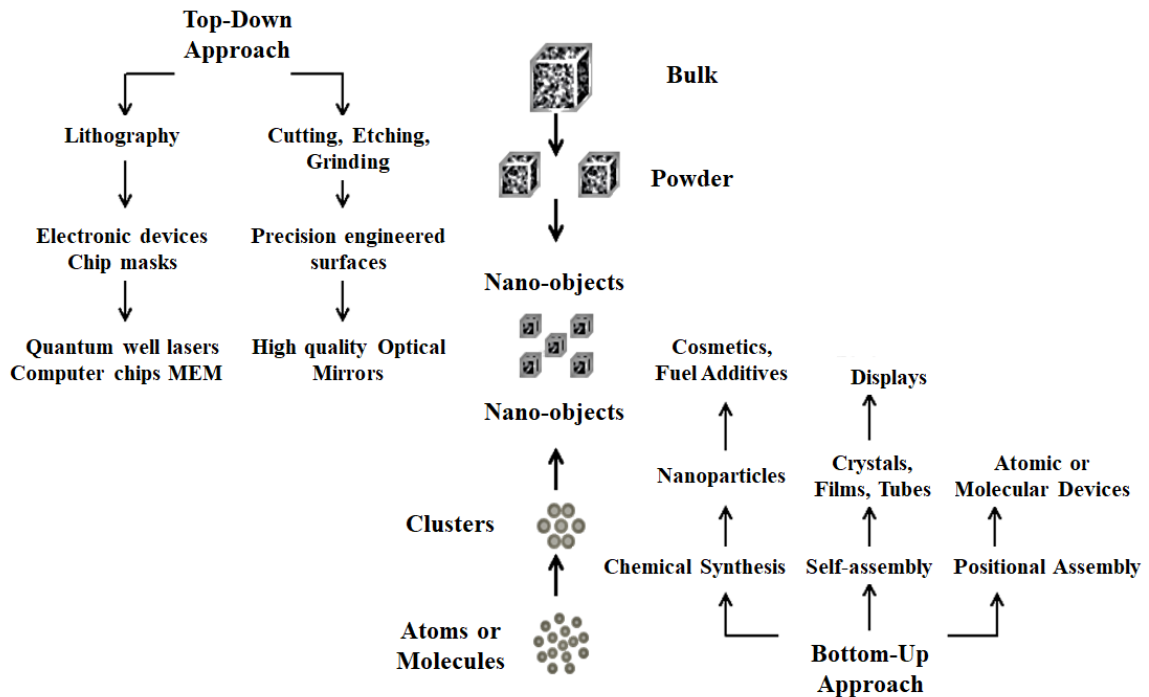 Top-Down
Approach
Lithography
Cutting, Etching,
Grinding
Electronic devices
Chip masks
Precision engineered
surfaces
Quantum well lasers
Computer chips MEM
High quality Optical
Mirrors
Bulk
Powder
Nano-objects
Nano-objects
Clusters
Atoms or
Molecules
Cosmetics,
Fuel Additives
Displays
Nanoparticles
Crystals,
Films, Tubes
Atomic or
Molecular Devices
Chemical Synthesis
Self-assembly
Positional Assembly
Bottom-Up
Approach